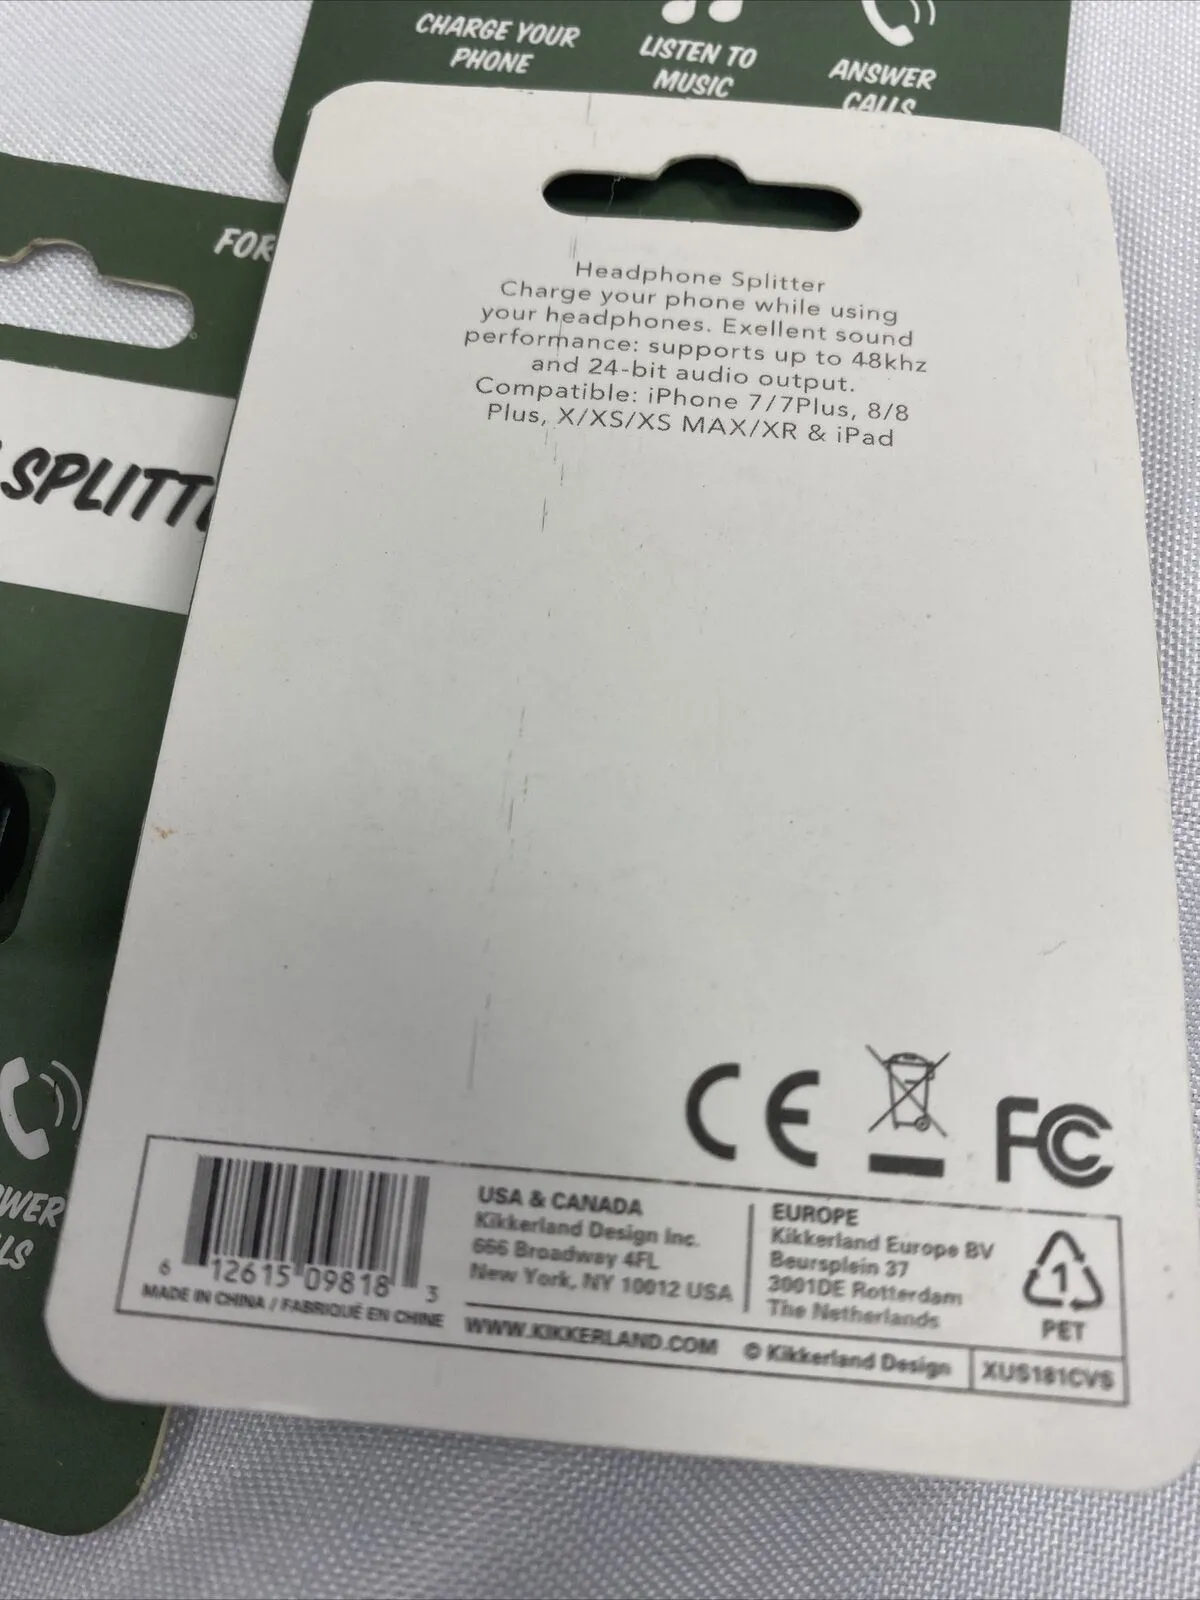 CHARGE YOUR
PHONE
LISTEN TO
MUSIC
ANSWER
CALLS
FOR
SPLITT
WER
LS
Headphone Splitter
Charge your phone while using
your headphones. Exellent sound
performance: supports up to 48khz
and 24-bit audio output.
Compatible: iPhone 7/7Plus, 8/8
Plus, X/XS/XS MAX/XR & iPad
CE FC
6 12615 09818 3
MADE IN CHINA / FABRIQUÉ EN CHINE
USA & CANADA
Kikkerland Design Inc.
666 Broadway 4FL
New York, NY 10012 USA
EUROPE
Kikkerland Europe BV
Beursplein 37
3001DE Rotterdam
The Netherlands
1
PET
WWW.KIKKERLAND.COM © Kikkerland Design
XUS181CVS